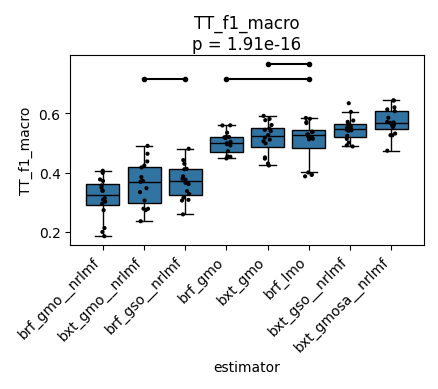 TT_f1_macro
p = 1.91e-16
TT_f1_macro
0.6
0.4
0.2
brf_gmo__nrlmf
bxt_gmo__nrlmf
brf_gso__nrlmf
brf_gmo
bxt_gmo
brf_lmo
bxt_gso__nrlmf
bxt_gmosa__nrlmf
estimator